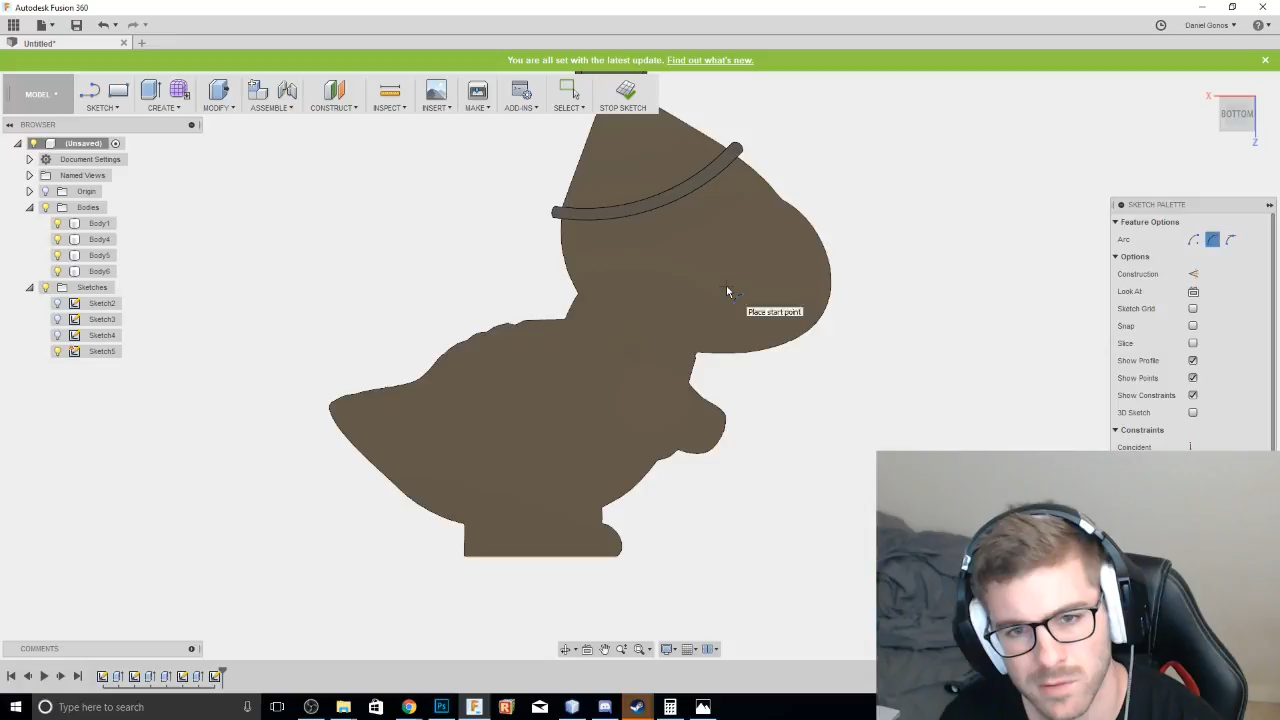 Autodesk Fusion 360
Daniel Gonos
Untitled*
You are all set with the latest update. Find out what's new.
MODEL
SKETCH
CREATE
MODIFY
ASSEMBLE
CONSTRUCT
INSPECT
INSERT
MAKE
ADD-INS
SELECT
STOP SKETCH
BROWSER
(Unsaved)
Document Settings
Named Views
Origin
Bodies
Body1
Body4
Body5
Body6
Sketches
Sketch2
Sketch3
Sketch4
Sketch5
X
BOTTOM
Z
Place start point
SKETCH PALETTE
Feature Options
Arc
Options
Construction
Look At
Sketch Grid
Snap
Slice
Show Profile
Show Points
Show Constraints
3D Sketch
Constraints
Coincident
COMMENTS
Type here to search